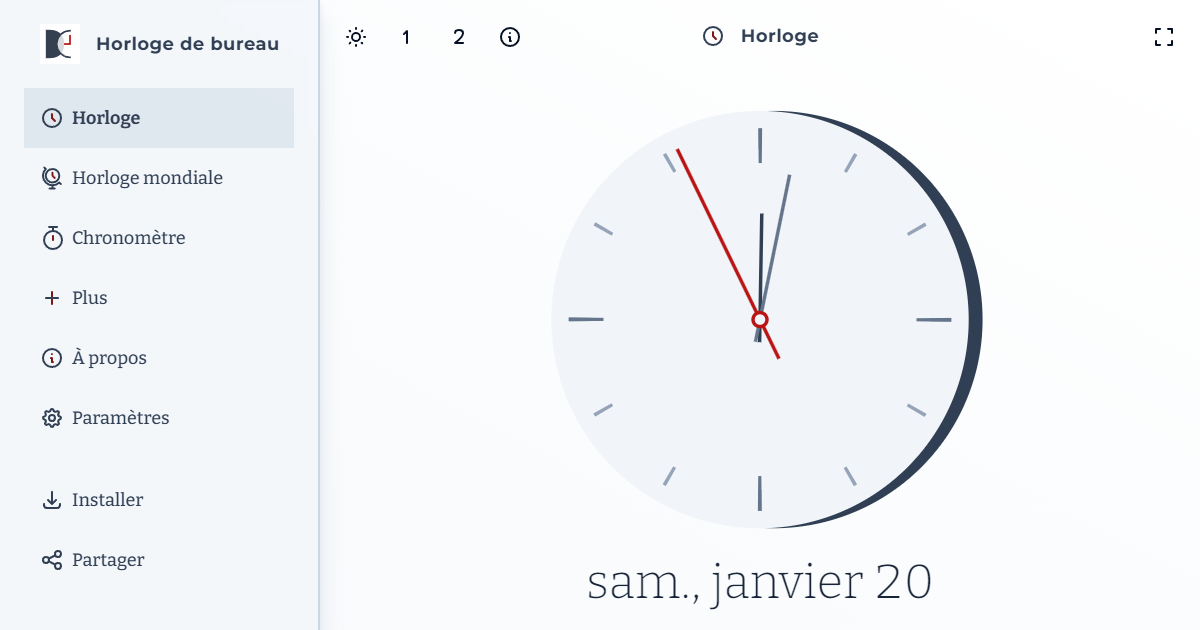 Horloge de bureau
Horloge
Horloge mondiale
Chronomètre
Plus
À propos
Paramètres
Installer
Partager
1 2
Horloge
sam., janvier 20